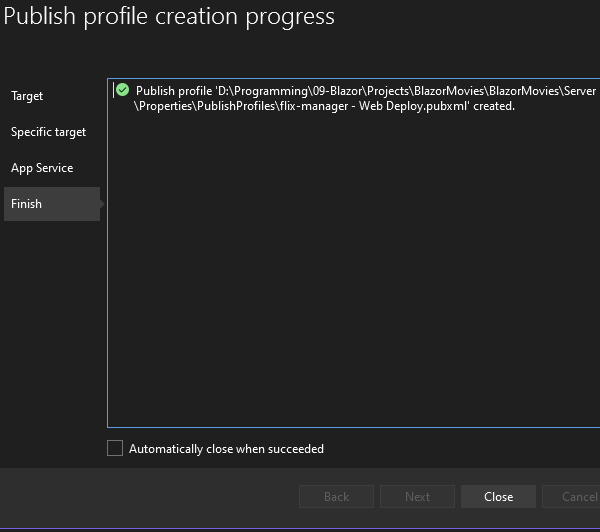 Publish profile creation progress
Target
Specific target
App Service
Finish
Publish profile 'D:\Programming\09-Blazor\Projects\BlazorMovies\BlazorMovies\Server
\Properties\PublishProfiles\flix-manager - Web Deploy.pubxml' created.
Automatically close when succeeded
Back
Next
Close
Cancel